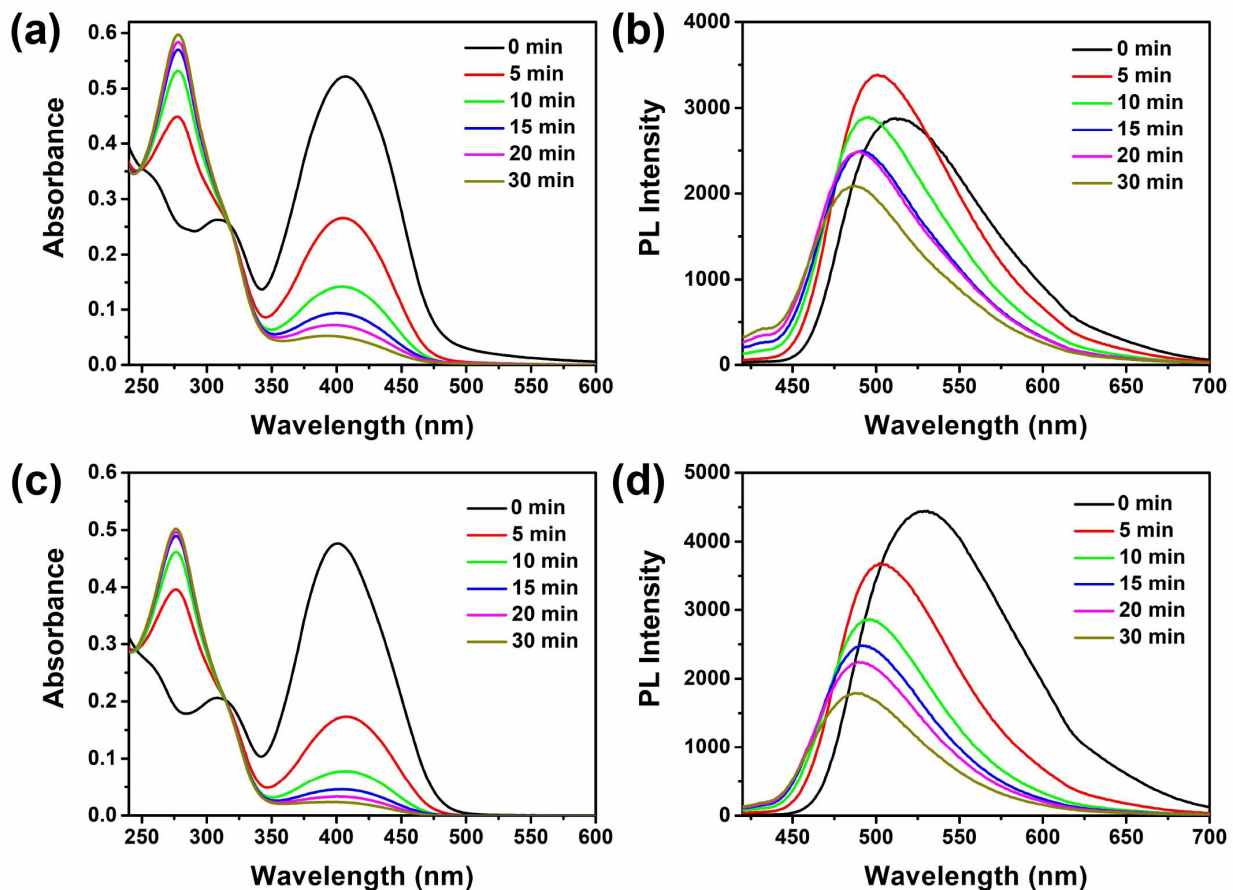 (a)
0.6
0.5
0.4
0.3
0.2
0.1
0.0
Absorbance
0 min
5 min
10 min
15 min
20 min
30 min
250 300 350 400 450 500 550 600
Wavelength (nm)
(b)
4000
3000
2000
1000
0
PL Intensity
0 min
5 min
10 min
15 min
20 min
30 min
450 500 550 600 650 700
Wavelength (nm)
(c)
0.6
0.5
0.4
0.3
0.2
0.1
0.0
Absorbance
0 min
5 min
10 min
15 min
20 min
30 min
250 300 350 400 450 500 550 600
Wavelength (nm)
(d)
5000
4000
3000
2000
1000
0
PL Intensity
0 min
5 min
10 min
15 min
20 min
30 min
450 500 550 600 650 700
Wavelength (nm)